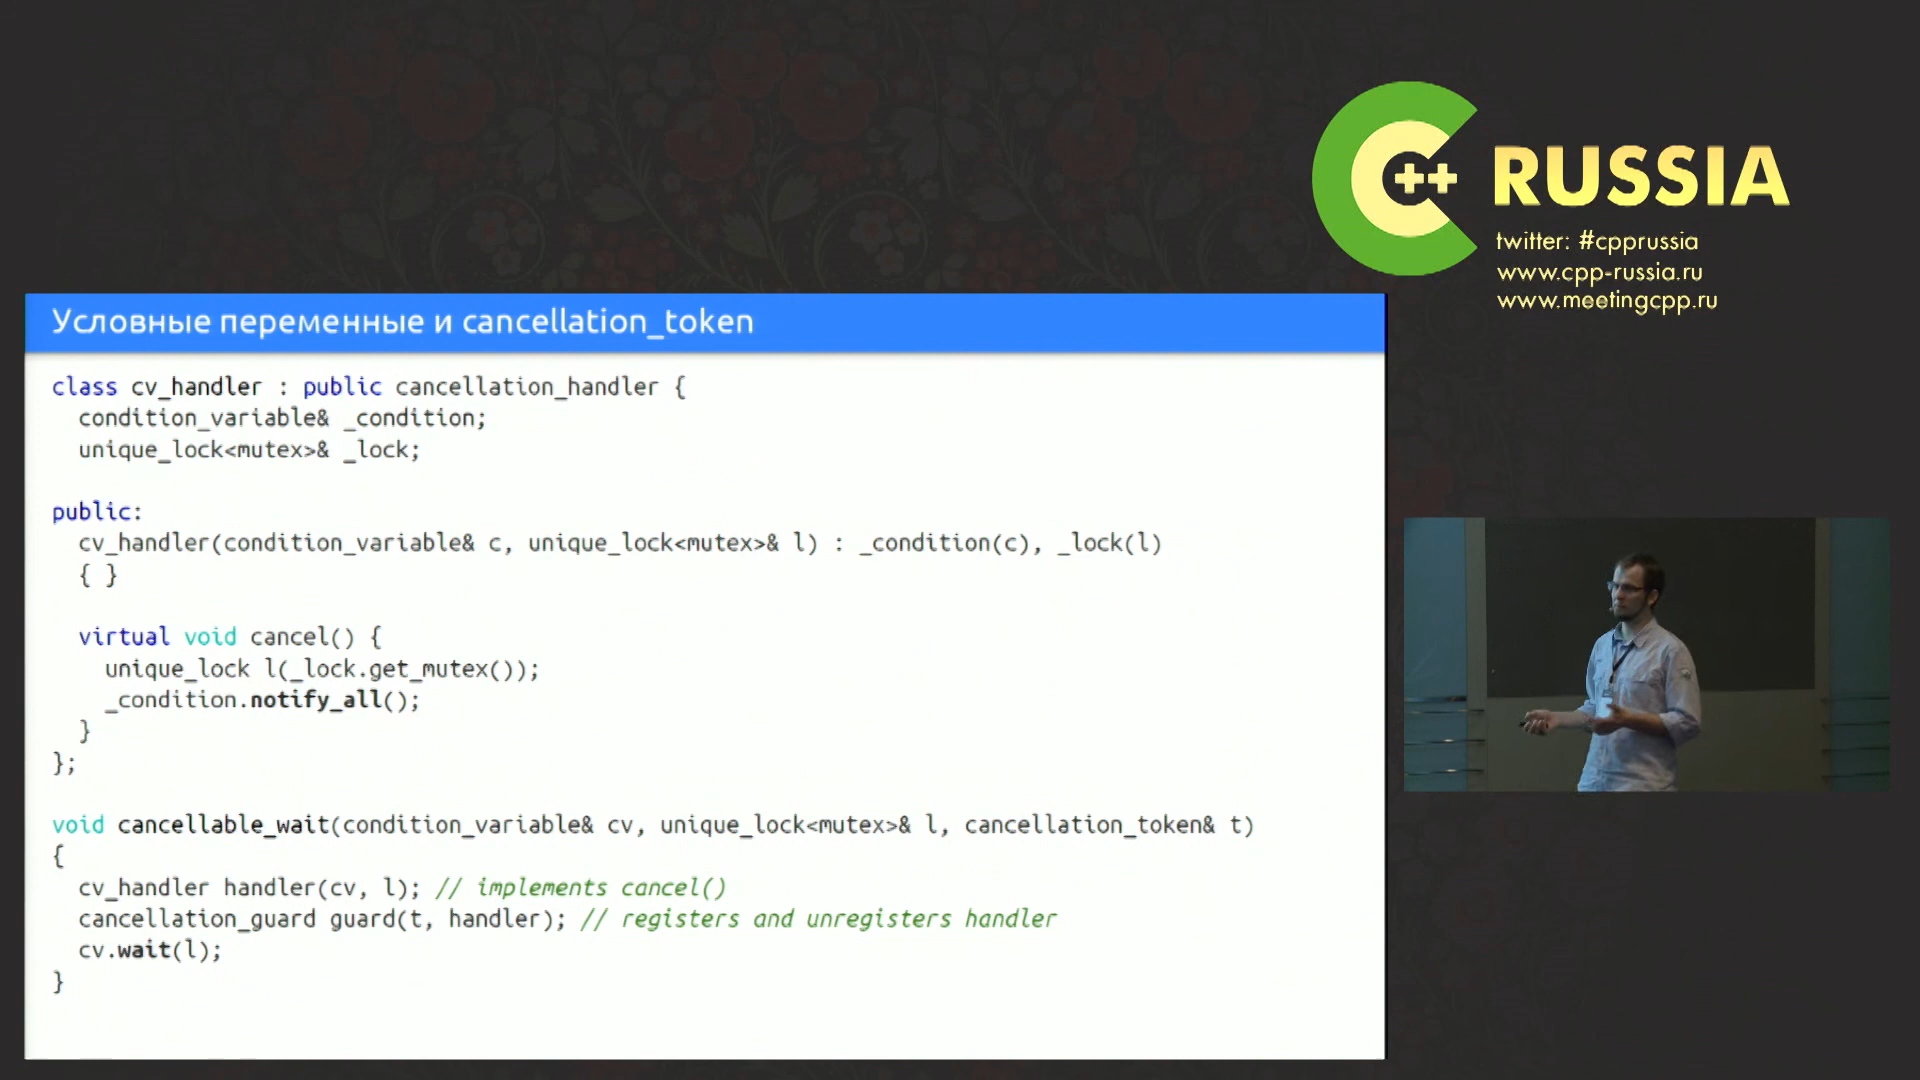 ++ RUSSIA
twitter: #cpprussia
www.cpp-russia.ru
www.meetingcpp.ru
Условные переменные и cancellation_token
class cv_handler : public cancellation_handler {
condition_variable& _condition;
unique_lock<mutex>& _lock;
public:
cv_handler(condition_variable& c, unique_lock<mutex>& l) : _condition(c), _lock(l)
{ }
virtual void cancel() {
unique_lock l(_lock.get_mutex());
_condition.notify_all();
}
};
void cancellable_wait(condition_variable& cv, unique_lock<mutex>& l, cancellation_token& t)
{
cv_handler handler(cv, l); // implements cancel()
cancellation_guard guard(t, handler); // registers and unregisters handler
cv.wait(l);
}